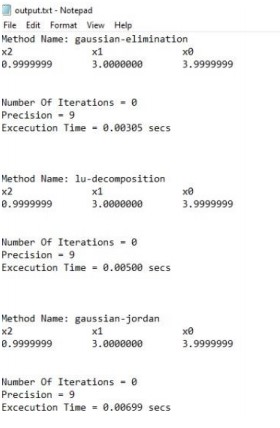 output.txt - Notepad
File Edit Format View Help
Method Name: gaussian-elimination
x2 x1 x0
0.9999999 3.0000000 3.9999999
Number Of Iterations = 0
Precision = 9
Excecution Time = 0.00305 secs
Method Name: lu-decomposition
x2 x1 x0
0.9999999 3.0000000 3.9999999
Number Of Iterations = 0
Precision = 9
Excecution Time = 0.00500 secs
Method Name: gaussian-jordan
x2 x1 x0
0.9999999 3.0000000 3.9999999
Number Of Iterations = 0
Precision = 9
Excecution Time = 0.00699 secs